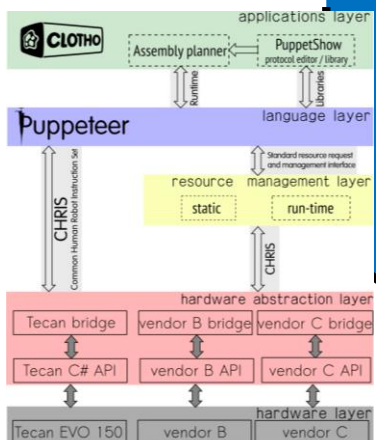 applications layer
CLOTHO
Assembly planner
PuppetShow
protocol editor / library
Runtime
Libraries
Puppeteer
language layer
Standard resource request
and management interface
resource management layer
static
run-time
CHRIS
Common Human Robot Instruction Set
CHRIS
hardware abstraction layer
Tecan bridge
vendor B bridge
vendor C bridge
Tecan C# API
vendor B API
vendor C API
hardware layer
Tecan EVO 150
vendor B
vendor C